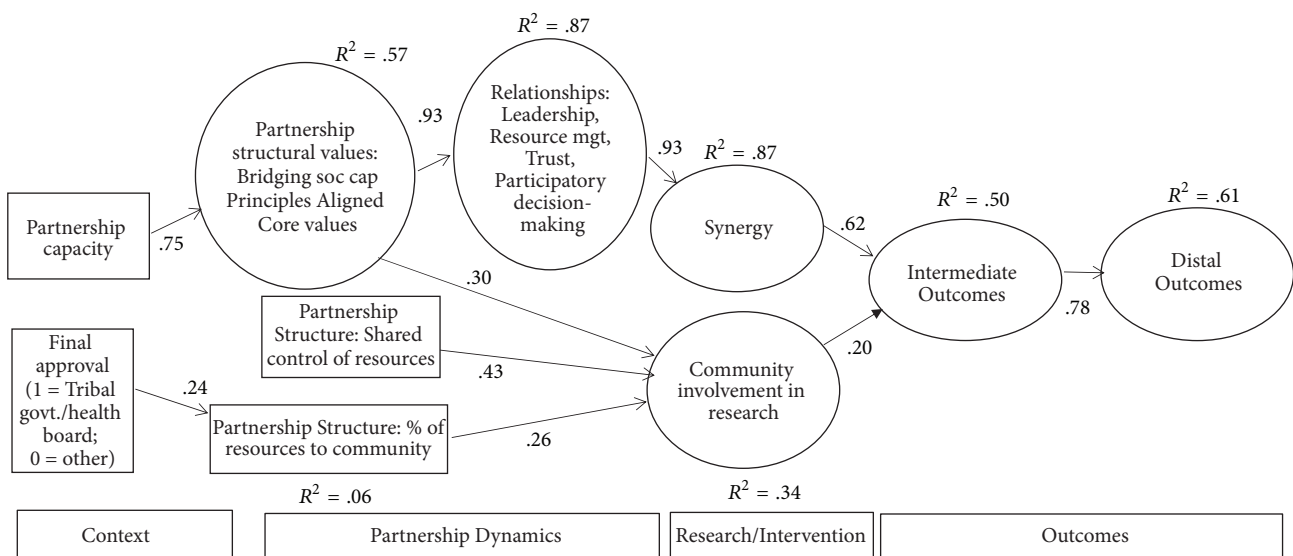 R² = .57
R² = .87
Partnership
structural values:
Bridging soc cap
Principles Aligned
Core values
.93
Relationships:
Leadership,
Resource mgt,
Trust,
Participatory
decision-
making
.93
R² = .87
Synergy
Partnership
capacity
.75
.62
R² = .50
Intermediate
Outcomes
.78
R² = .61
Distal
Outcomes
.30
Partnership
Structure: Shared
control of resources
.43
Community
involvement in
research
.20
Final
approval
(1 = Tribal
govt./health
board;
0 = other)
.24
Partnership Structure: % of
resources to community
.26
R² = .06
R² = .34
Context
Partnership Dynamics
Research/Intervention
Outcomes